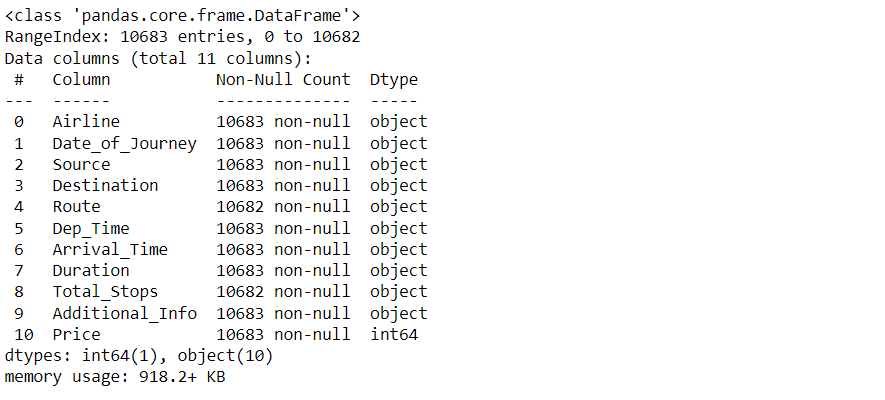 <class 'pandas.core.frame.DataFrame'>
RangeIndex: 10683 entries, 0 to 10682
Data columns (total 11 columns):
 #   Column           Non-Null Count  Dtype
---  ------           --------------  -----
 0   Airline          10683 non-null  object
 1   Date_of_Journey  10683 non-null  object
 2   Source           10683 non-null  object
 3   Destination      10683 non-null  object
 4   Route            10682 non-null  object
 5   Dep_Time         10683 non-null  object
 6   Arrival_Time     10683 non-null  object
 7   Duration         10683 non-null  object
 8   Total_Stops      10682 non-null  object
 9   Additional_Info  10683 non-null  object
 10  Price            10683 non-null  int64
dtypes: int64(1), object(10)
memory usage: 918.2+ KB